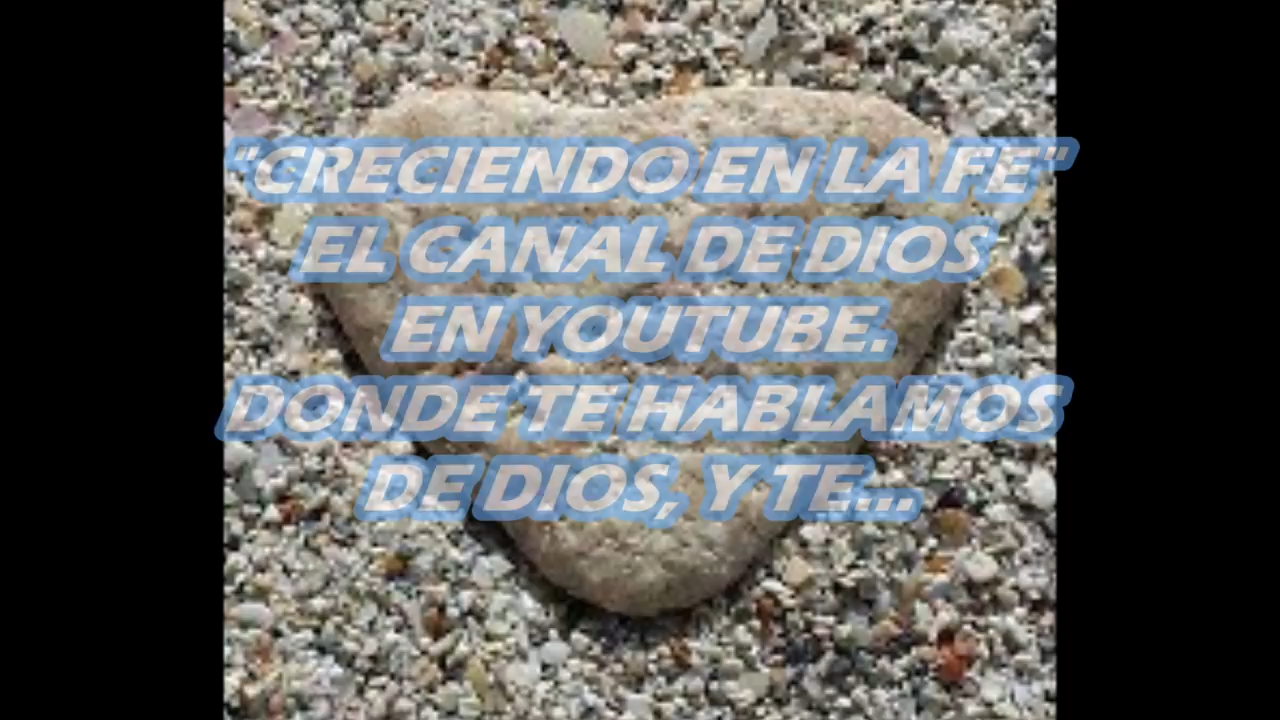 "CRECIENDO EN LA FE"
EL CANAL DE DIOS
EN YOUTUBE.
DONDE TE HABLAMOS
DE DIOS, Y TE...